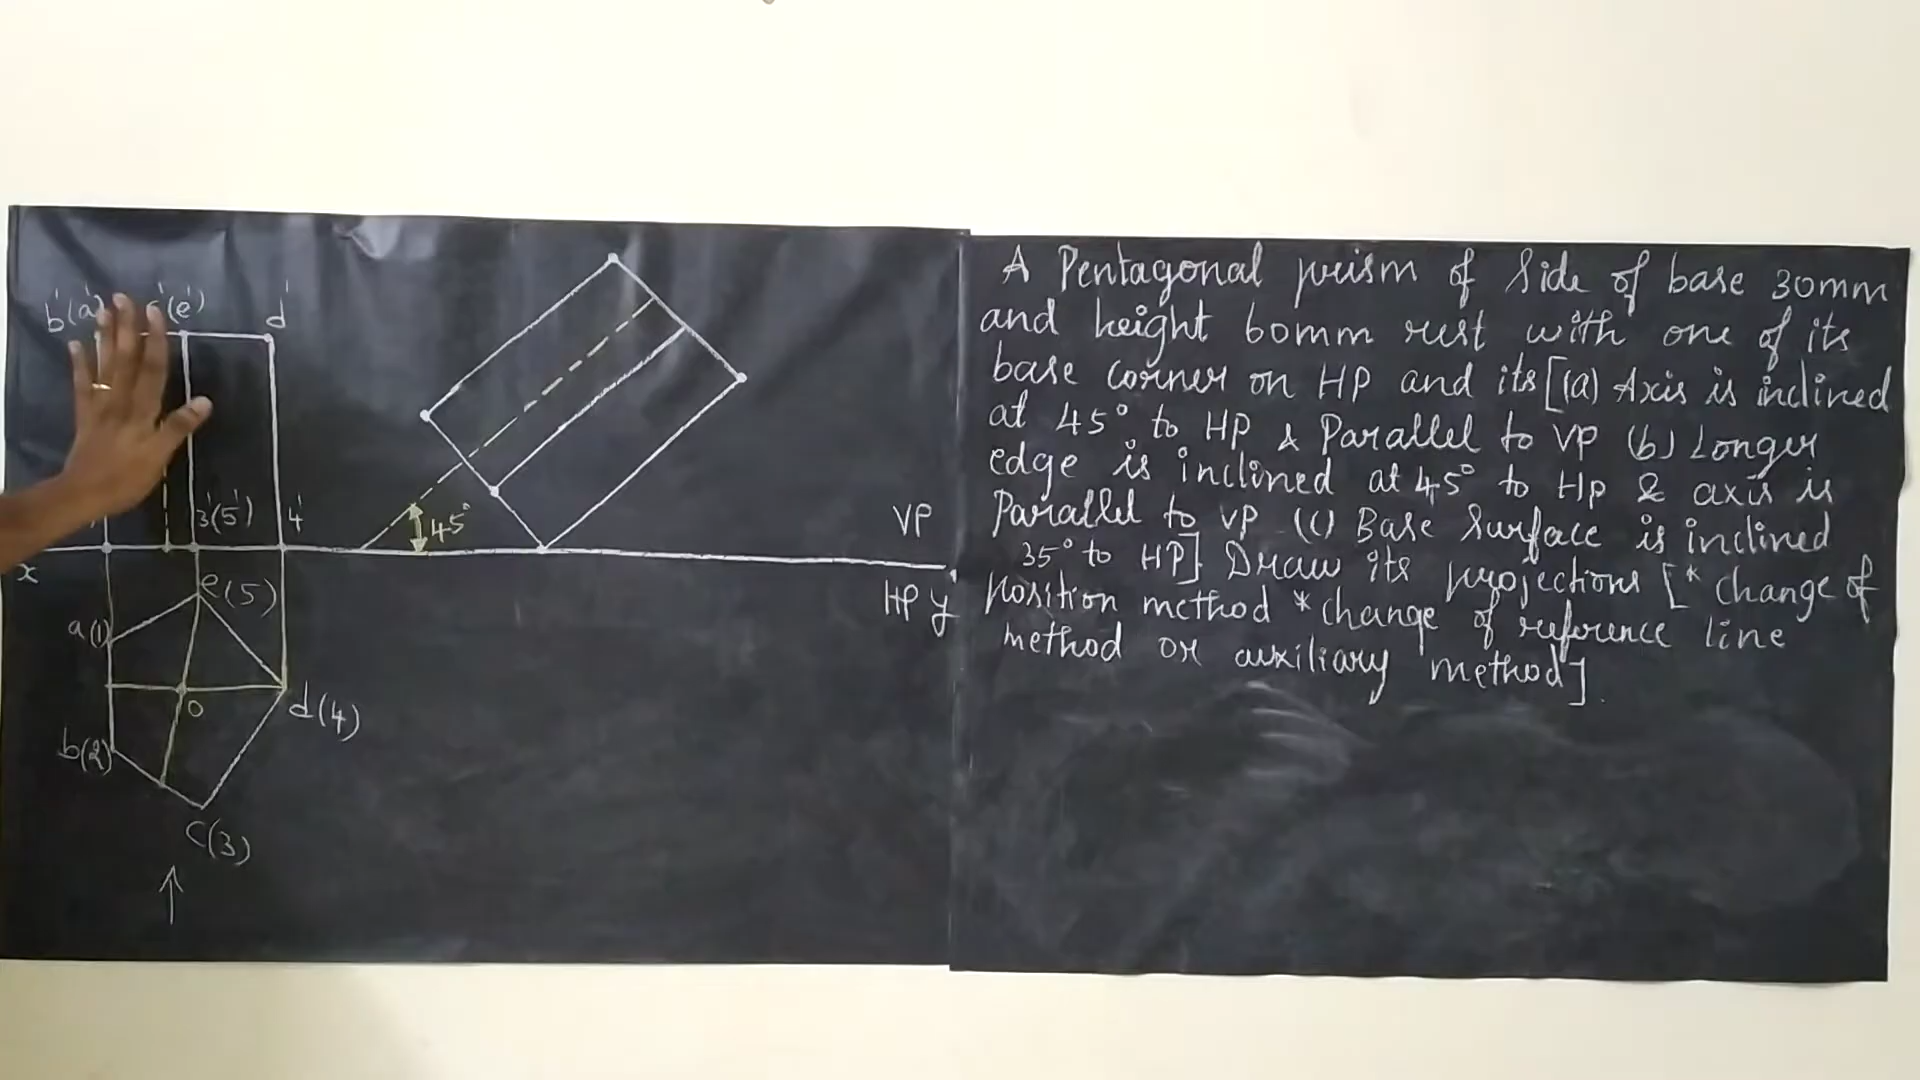 b'(a')
'(e')
d'
3'(5')
4'
45°
VP
x
HP y
e(5)
a(1)
o
d(4)
b(2)
c(3)
A Pentagonal prism of side of base 30mm
and height 60mm rest with one of its
base corner on HP and its [(a) Axis is inclined
at 45° to HP & Parallel to VP (b) Longer
edge is inclined at 45° to Hp & axis is
Parallel to VP (c) Base Surface is inclined
35° to HP]. Draw its projections [* change of
position method * change of reference line
method or auxiliary method].